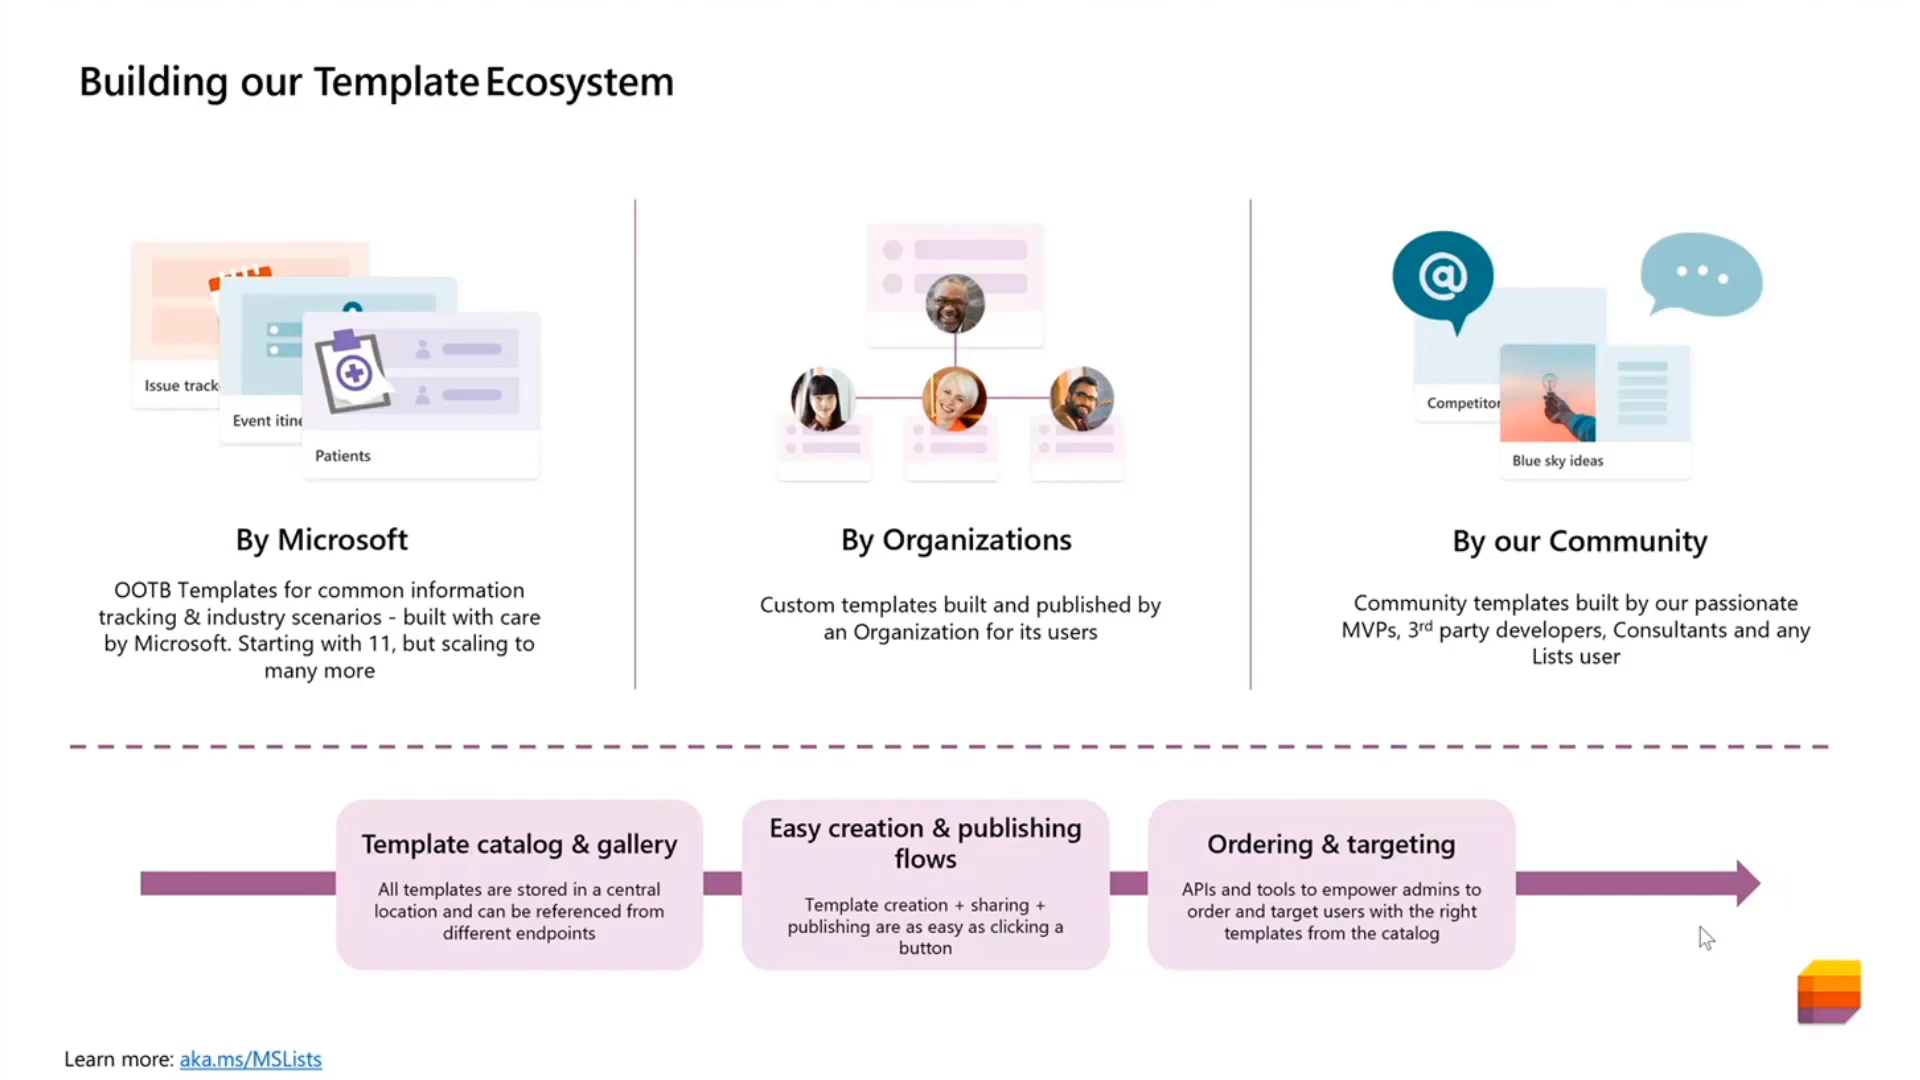 Building our Template Ecosystem
Issue track
Event itine
Patients
@
Competitor
Blue sky ideas
By Microsoft
OOTB Templates for common information
tracking & industry scenarios - built with care
by Microsoft. Starting with 11, but scaling to
many more
By Organizations
Custom templates built and published by
an Organization for its users
By our Community
Community templates built by our passionate
MVPs, 3rd party developers, Consultants and any
Lists user
Template catalog & gallery
All templates are stored in a central
location and can be referenced from
different endpoints
Easy creation & publishing
flows
Template creation + sharing +
publishing are as easy as clicking a
button
Ordering & targeting
APIs and tools to empower admins to
order and target users with the right
templates from the catalog
Learn more: aka.ms/MSLists